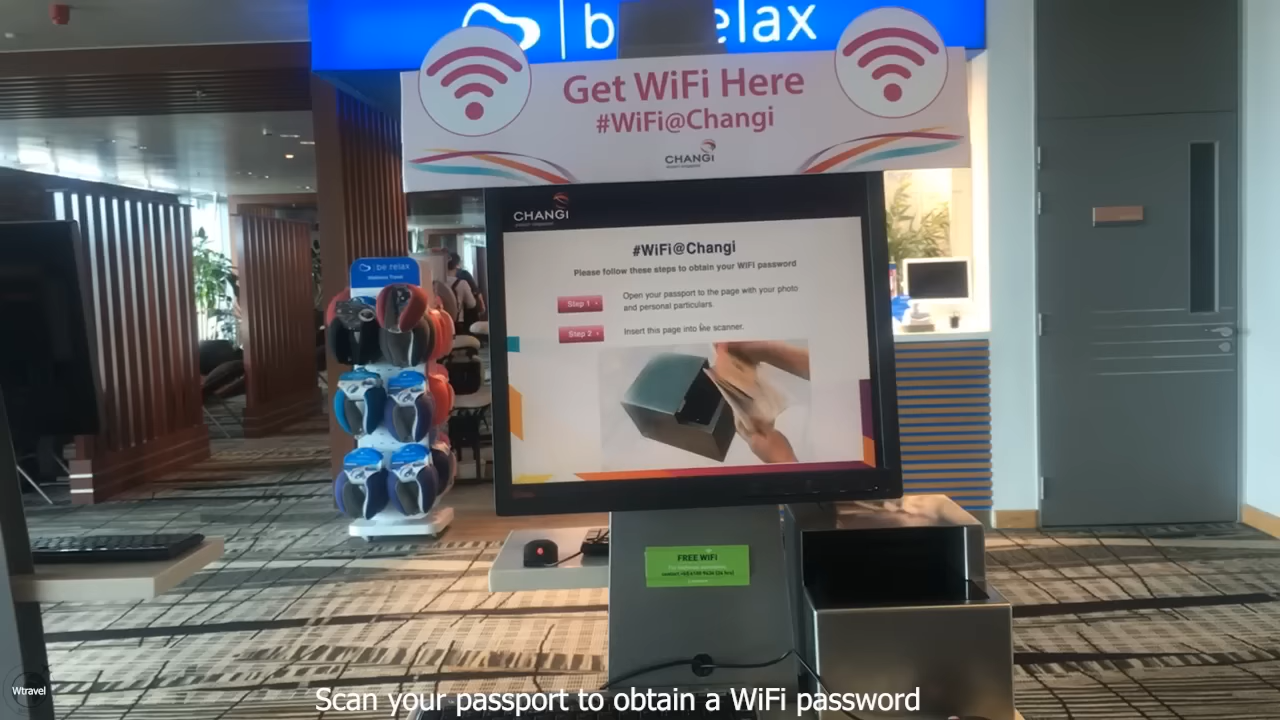 be relax
Get WiFi Here
#WiFi@Changi
CHANGI
CHANGI
#WiFi@Changi
Please follow these steps to obtain your WiFi password
Step 1
Open your passport to the page with your photo
and personal particulars.
Step 2
Insert this page into the scanner.
be relax
FREE WiFi
Wtravel
Scan your passport to obtain a WiFi password